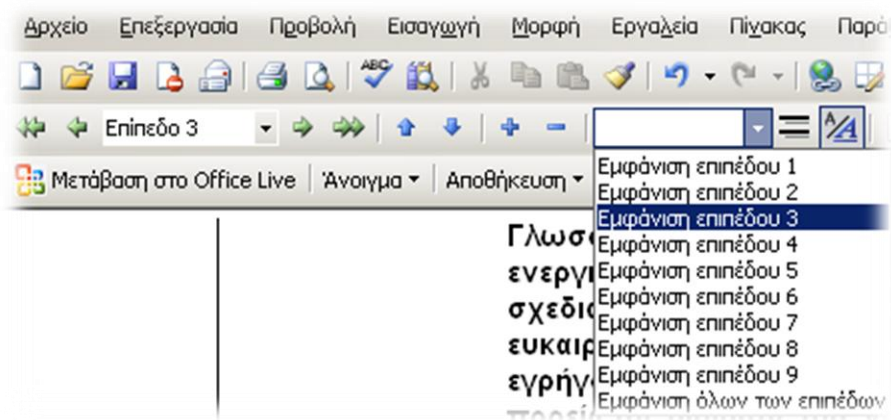 Αρχείο Επεξεργασία Προβολή Εισαγωγή Μορφή Εργαλεία Πίνακας
ABC
Επίπεδο 3
A/A
Μετάβαση στο Office Live Άνοιγμα Αποθήκευση
Εμφάνιση επιπέδου 1
Εμφάνιση επιπέδου 2
Εμφάνιση επιπέδου 3
Εμφάνιση επιπέδου 4
Εμφάνιση επιπέδου 5
Εμφάνιση επιπέδου 6
Εμφάνιση επιπέδου 7
Εμφάνιση επιπέδου 8
Εμφάνιση επιπέδου 9
Εμφάνιση όλων των επιπέδων